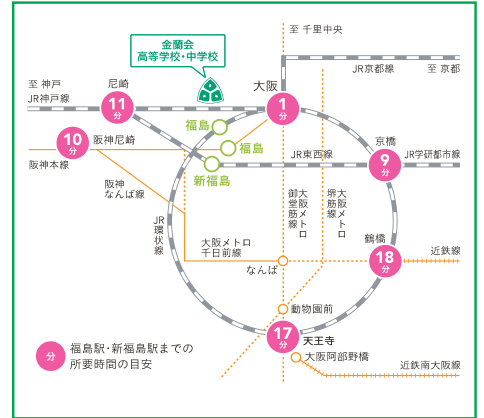 至 千里中央
金蘭会
高等学校・中学校
JR京都線
至 京都
大阪
至 神戸
JR神戸線
尼崎
11
分
1
分
福島
10
分
阪神尼崎
福島
京橋
9
分
阪神本線
新福島
JR東西線
JR学研都市線
阪神
なんば線
JR環状線
大阪メトロ
御堂筋線
大阪メトロ
堺筋線
大阪メトロ
千日前線
鶴橋
18
分
近鉄線
なんば
動物園前
17
分
天王寺
大阪阿部野橋
近鉄南大阪線
分
福島駅・新福島駅までの
所要時間の目安